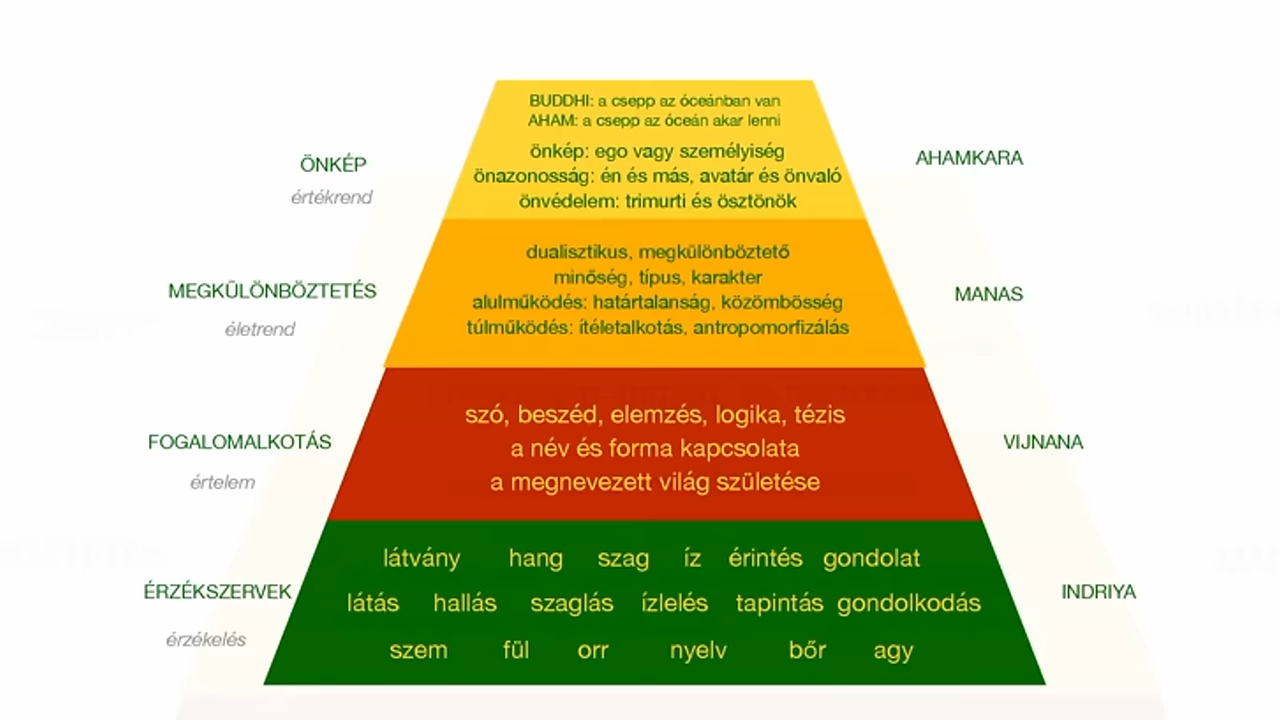 BUDDHI: a csepp az óceánban van
AHAM: a csepp az óceán akar lenni
önkép: ego vagy személyiség
önazonosság: én és más, avatár és önvaló
önvédelem: trimurti és ösztönök
ÖNKÉP
értékrend
AHAMKARA
dualisztikus, megkülönböztető
minőség, típus, karakter
alulműködés: határtalanság, közömbösség
túlműködés: ítéletalkotás, antropomorfizálás
MEGKÜLÖNBÖZTETÉS
életrend
MANAS
szó, beszéd, elemzés, logika, tézis
a név és forma kapcsolata
a megnevezett világ születése
FOGALOMALKOTÁS
értelem
VIJNANA
látvány hang szag íz érintés gondolat
látás hallás szaglás ízlelés tapintás gondolkodás
szem fül orr nyelv bőr agy
ÉRZÉKSZERVEK
érzékelés
INDRIYA